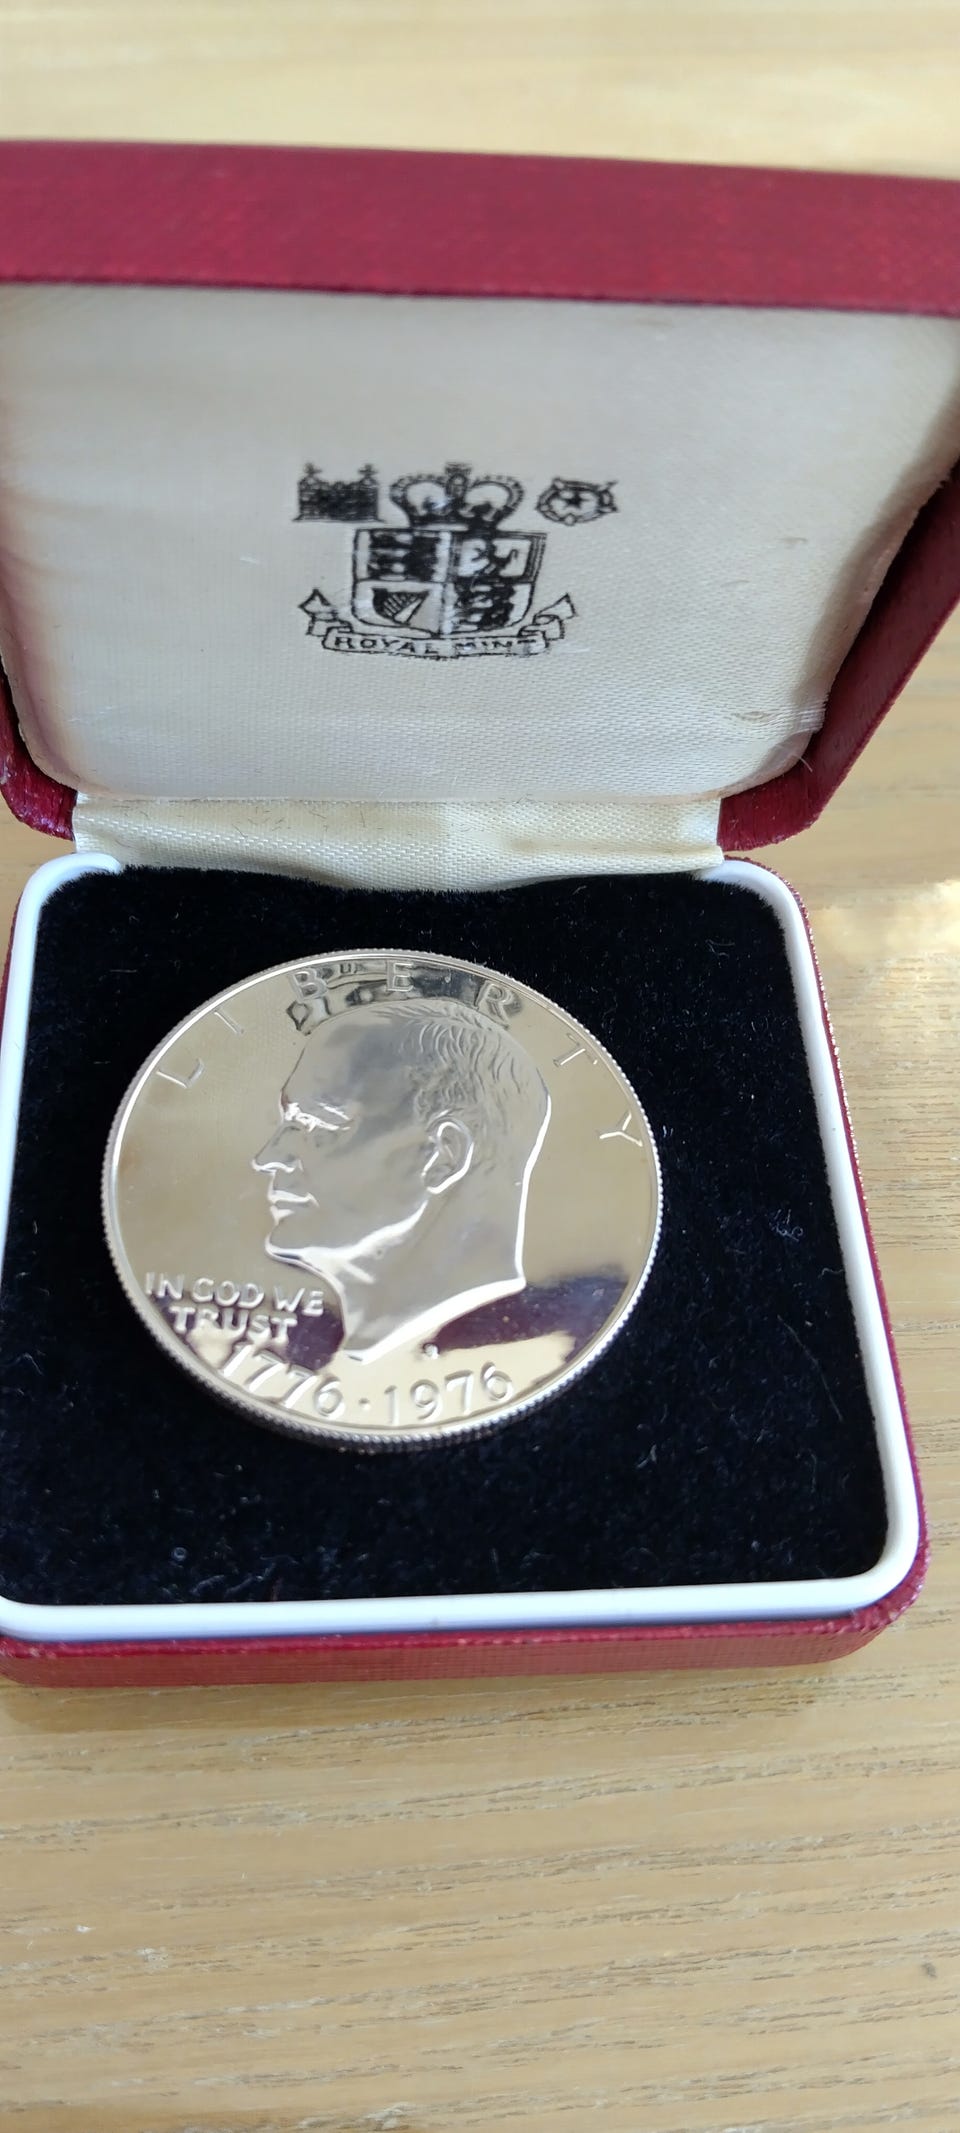 ROYAL MINT
LIBERTY
IN GOD WE
TRUST
S
1776·1976